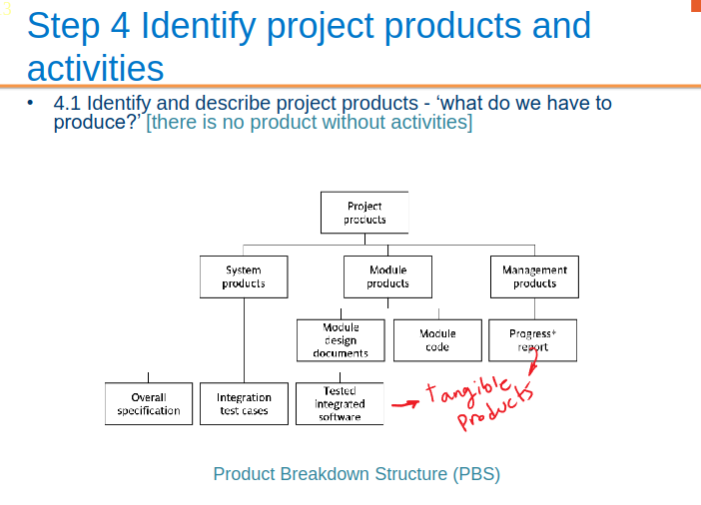 3
Step 4 Identify project products and
activities
• 4.1 Identify and describe project products - ‘what do we have to
produce?’ [there is no product without activities]
Project
products
System
products
Module
products
Management
products
Module
design
documents
Module
code
Progress+
report
Overall
specification
Integration
test cases
Tested
integrated
software
tangible
products
Product Breakdown Structure (PBS)